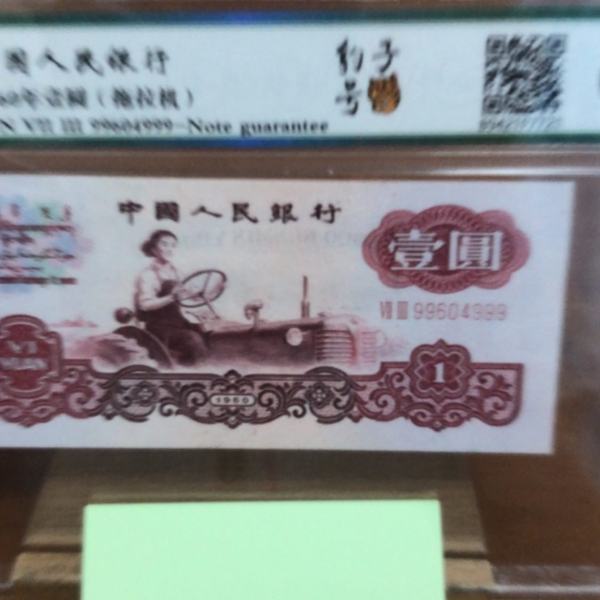 國人民銀行
60年壹圓（拖拉机）
N VII III 99604999-Note guarantee
豹子
号
中國人民銀行
壹圓
VII III 99604999
1960
1